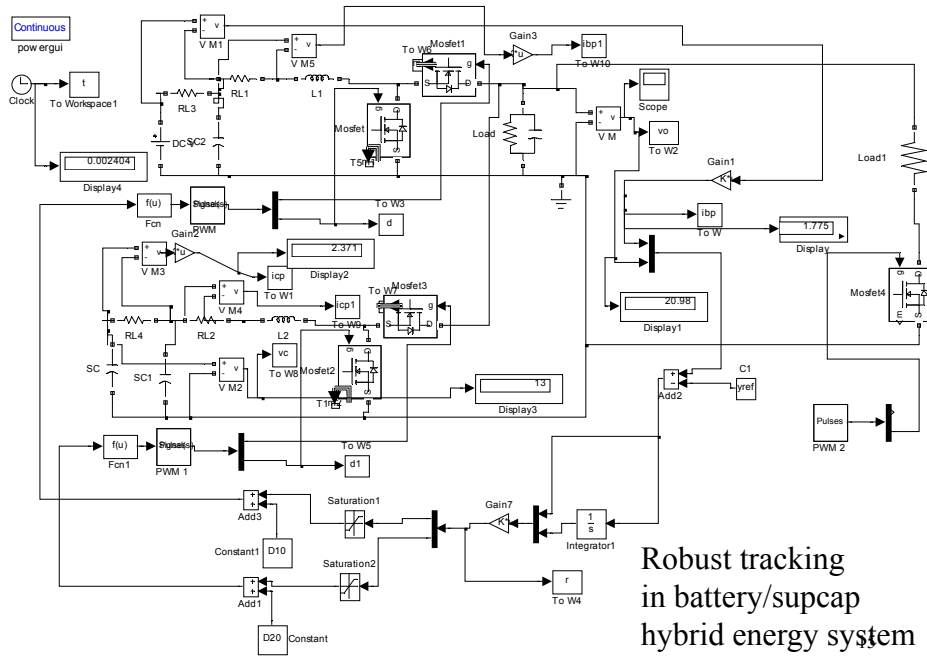 Continuous
powergui
Clock
t
To Workspace1
0.002404
Display4
V M1
V M5
RL3
RL1
L1
DC V
SC2
To W6
Mosfet1
Mosfet
Gain3
ibp1
To W10
Load
V M
Scope
vo
To W2
Gain1
K*
ibp
To W
1.775
Display
20.98
Display1
Load1
Mosfet4
f(u)
Fcn
PWM
To W3
d
V M3
Gain2
icp
To W1
2.371
Display2
V M4
icp1
To W9
To W7
Mosfet3
RL4
RL2
L2
SC
SC1
V M2
vc
To W8
Mosfet2
13
Display3
Add2
C1
yref
Pulses
PWM 2
f(u)
Fcn1
PWM 1
To W5
d1
Add3
Constant1
D10
Saturation1
Saturation2
Add1
D20
Constant
Gain7
K*
1
s
Integrator1
r
To W4
Robust tracking
in battery/supcap
hybrid energy system